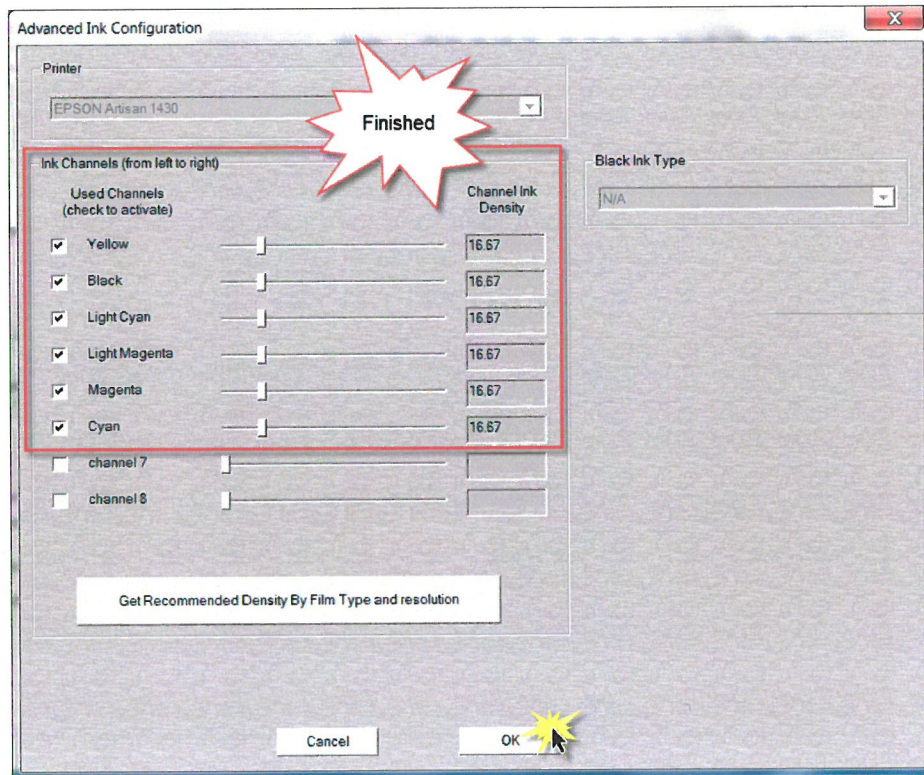 Advanced Ink Configuration
X
Printer
EPSON Artisan 1430
Finished
Ink Channels (from left to right)
Used Channels
(check to activate)
Channel Ink
Density
Yellow 16.67
Black 16.67
Light Cyan 16.67
Light Magenta 16.67
Magenta 16.67
Cyan 16.67
channel 7
channel 8
Get Recommended Density By Film Type and resolution
Black Ink Type
N/A
Cancel OK